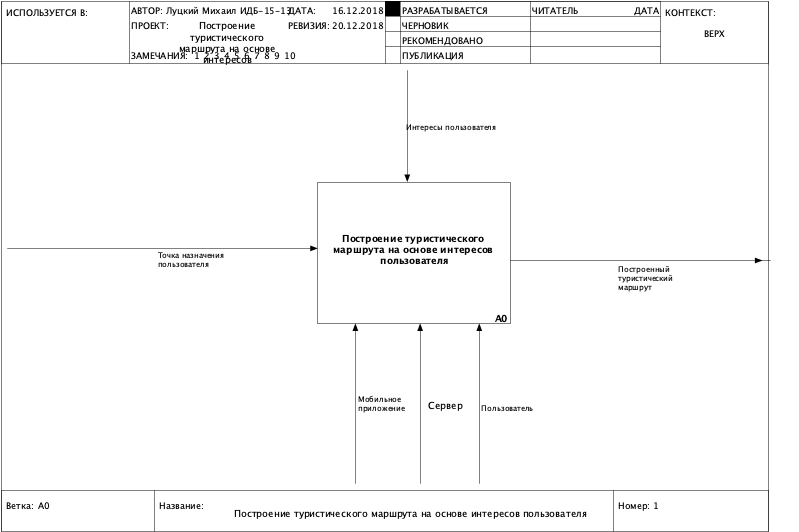 ИСПОЛЬЗУЕТСЯ В:
АВТОР: Луцкий Михаил ИДБ-15-13
ДАТА: 16.12.2018
ПРОЕКТ: Построение
туристического
маршрута на основе
интересов
РЕВИЗИЯ: 20.12.2018
ЗАМЕЧАНИЯ: 1 2 3 4 5 6 7 8 9 10
РАЗРАБАТЫВАЕТСЯ
ЧЕРНОВИК
РЕКОМЕНДОВАНО
ПУБЛИКАЦИЯ
ЧИТАТЕЛЬ ДАТА
КОНТЕКСТ:
ВЕРХ
Интересы пользователя
Точка назначения
пользователя
Построение туристического
маршрута на основе интересов
пользователя
A0
Построенный
туристический
маршрут
Мобильное
приложение
Сервер
Пользователь
Ветка: A0
Название:
Построение туристического маршрута на основе интересов пользователя
Номер: 1